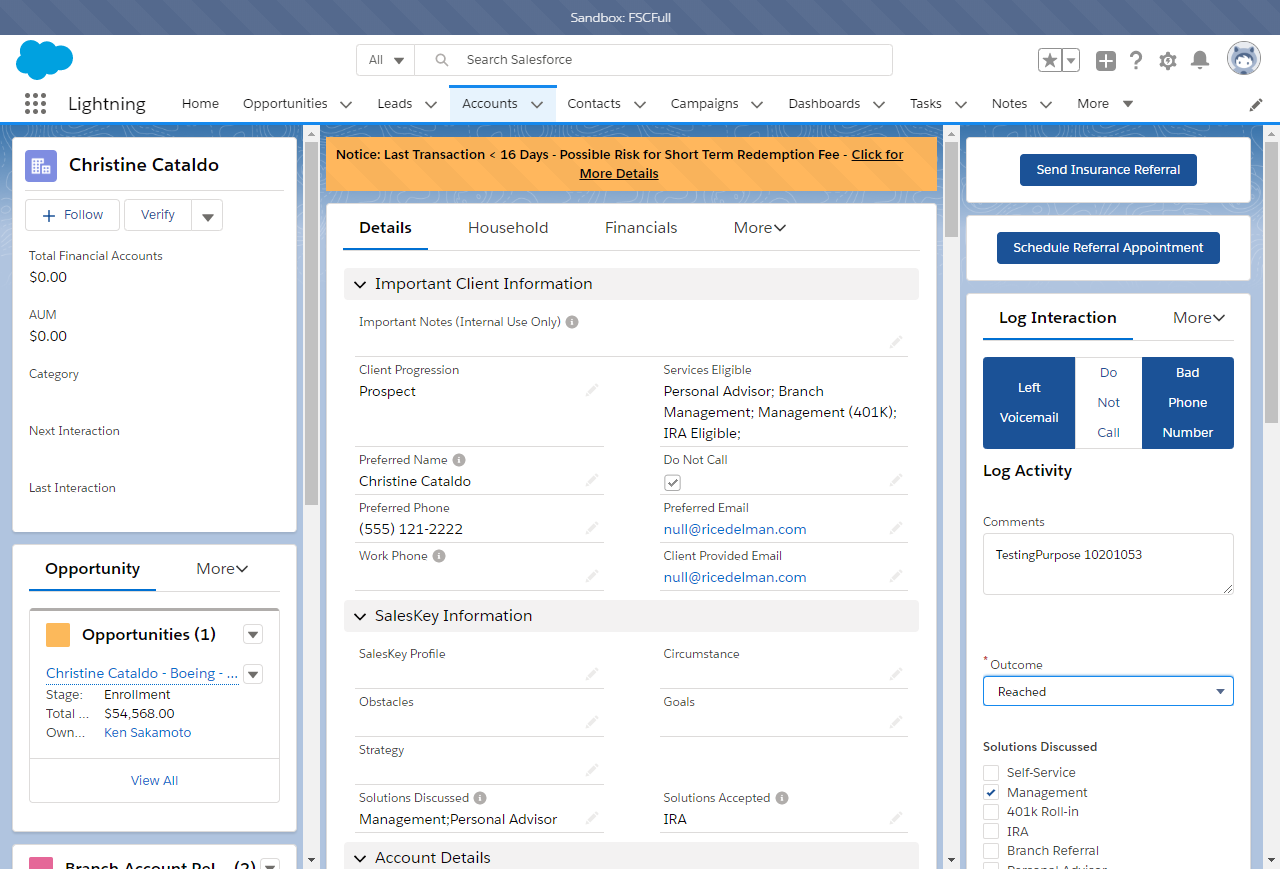 Sandbox: FSCFull
All
Search Salesforce
Lightning
Home
Opportunities
Leads
Accounts
Contacts
Campaigns
Dashboards
Tasks
Notes
More
Christine Cataldo
Follow
Verify
Total Financial Accounts
$0.00
AUM
$0.00
Category
Next Interaction
Last Interaction
Opportunity
More
Opportunities (1)
Christine Cataldo - Boeing - ...
Stage: Enrollment
Total ... $54,568.00
Own... Ken Sakamoto
View All
Branch Account Rel... (2)
Notice: Last Transaction < 16 Days - Possible Risk for Short Term Redemption Fee - Click for
More Details
Details
Household
Financials
More
Important Client Information
Important Notes (Internal Use Only)
Client Progression
Prospect
Services Eligible
Personal Advisor; Branch
Management; Management (401K);
IRA Eligible;
Preferred Name
Christine Cataldo
Do Not Call
Preferred Phone
(555) 121-2222
Preferred Email
null@ricedelman.com
Work Phone
Client Provided Email
null@ricedelman.com
SalesKey Information
SalesKey Profile
Circumstance
Obstacles
Goals
Strategy
Solutions Discussed
Management;Personal Advisor
Solutions Accepted
IRA
Account Details
Send Insurance Referral
Schedule Referral Appointment
Log Interaction
More
Left
Voicemail
Do
Not
Call
Bad
Phone
Number
Log Activity
Comments
TestingPurpose 10201053
* Outcome
Reached
Solutions Discussed
Self-Service
Management
401k Roll-in
IRA
Branch Referral
Personal Advisor